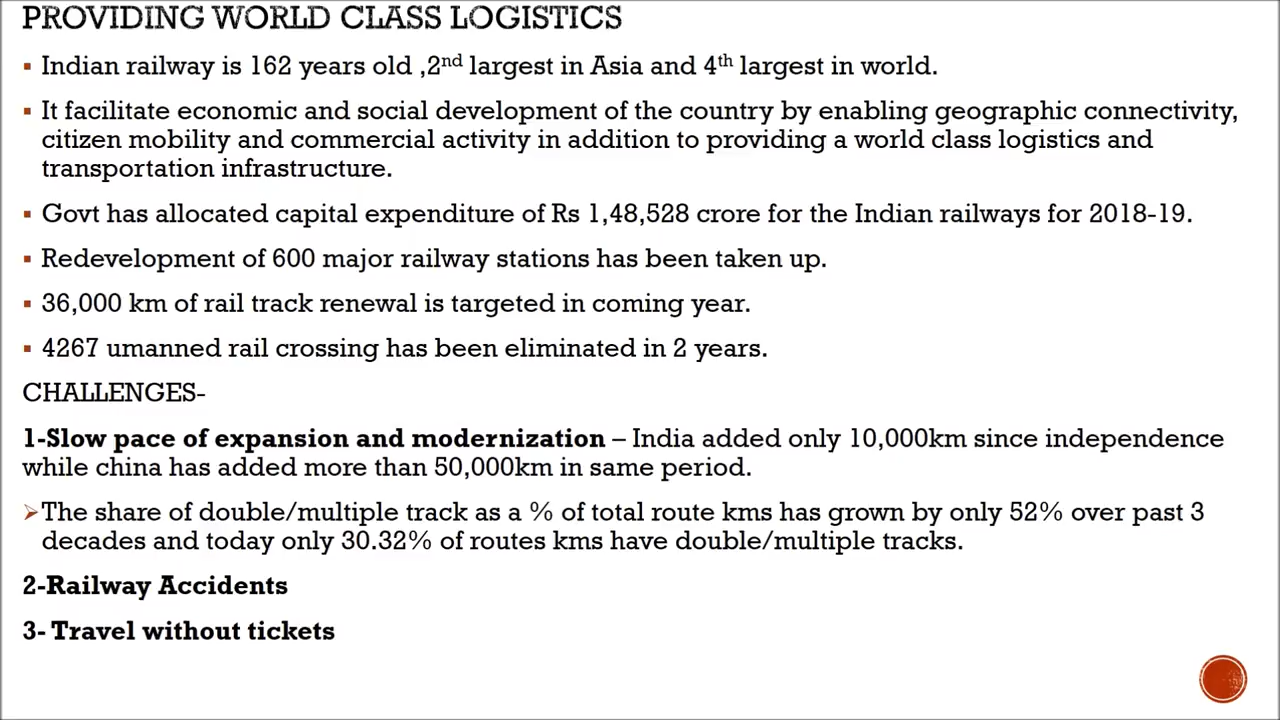 PROVIDING WORLD CLASS LOGISTICS
▪ Indian railway is 162 years old ,2nd largest in Asia and 4th largest in world.
▪ It facilitate economic and social development of the country by enabling geographic connectivity,
citizen mobility and commercial activity in addition to providing a world class logistics and
transportation infrastructure.
▪ Govt has allocated capital expenditure of Rs 1,48,528 crore for the Indian railways for 2018-19.
▪ Redevelopment of 600 major railway stations has been taken up.
▪ 36,000 km of rail track renewal is targeted in coming year.
▪ 4267 umanned rail crossing has been eliminated in 2 years.
CHALLENGES-
1-Slow pace of expansion and modernization – India added only 10,000km since independence
while china has added more than 50,000km in same period.
➢The share of double/multiple track as a % of total route kms has grown by only 52% over past 3
decades and today only 30.32% of routes kms have double/multiple tracks.
2-Railway Accidents
3- Travel without tickets